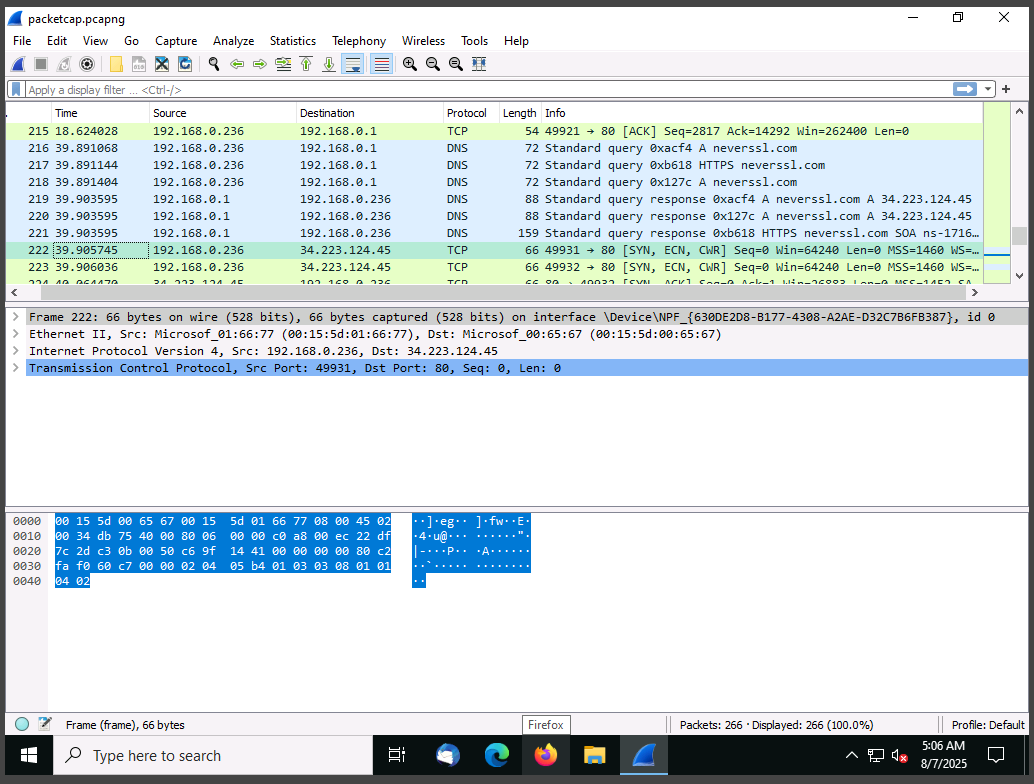 packetcap.pcapng
File Edit View Go Capture Analyze Statistics Telephony Wireless Tools Help
Apply a display filter ... <Ctrl-/>
Time Source Destination Protocol Length Info
215 18.624028 192.168.0.236 192.168.0.1 TCP 54 49921 → 80 [ACK] Seq=2817 Ack=14292 Win=262400 Len=0
216 39.891068 192.168.0.236 192.168.0.1 DNS 72 Standard query 0xacf4 A neverssl.com
217 39.891144 192.168.0.236 192.168.0.1 DNS 72 Standard query 0xb618 HTTPS neverssl.com
218 39.891404 192.168.0.236 192.168.0.1 DNS 72 Standard query 0x127c A neverssl.com
219 39.903595 192.168.0.1 192.168.0.236 DNS 88 Standard query response 0xacf4 A neverssl.com A 34.223.124.45
220 39.903595 192.168.0.1 192.168.0.236 DNS 88 Standard query response 0x127c A neverssl.com A 34.223.124.45
221 39.903595 192.168.0.1 192.168.0.236 DNS 159 Standard query response 0xb618 HTTPS neverssl.com SOA ns-1716…
222 39.905745 192.168.0.236 34.223.124.45 TCP 66 49931 → 80 [SYN, ECN, CWR] Seq=0 Win=64240 Len=0 MSS=1460 WS=…
223 39.906036 192.168.0.236 34.223.124.45 TCP 66 49932 → 80 [SYN, ECN, CWR] Seq=0 Win=64240 Len=0 MSS=1460 WS=…
Frame 222: 66 bytes on wire (528 bits), 66 bytes captured (528 bits) on interface \Device\NPF_{630DE2D8-B177-4308-A2AE-D32C7B6FB387}, id 0
Ethernet II, Src: Microsof_01:66:77 (00:15:5d:01:66:77), Dst: Microsof_00:65:67 (00:15:5d:00:65:67)
Internet Protocol Version 4, Src: 192.168.0.236, Dst: 34.223.124.45
Transmission Control Protocol, Src Port: 49931, Dst Port: 80, Seq: 0, Len: 0
0000 00 15 5d 00 65 67 00 15 5d 01 66 77 08 00 45 02 ··]·eg·· ]·fw··E·
0010 00 34 db 75 40 00 80 06 00 00 c0 a8 00 ec 22 df ·4·u@··· ······"·
0020 7c 2d c3 0b 00 50 c6 9f 14 41 00 00 00 00 80 c2 |-···P·· ·A······
0030 fa f0 60 c7 00 00 02 04 05 b4 01 03 03 08 01 01 ··`····· ········
0040 04 02 ··
Frame (frame), 66 bytes
Firefox
Packets: 266 · Displayed: 266 (100.0%)
Profile: Default
Type here to search
5:06 AM
8/7/2025